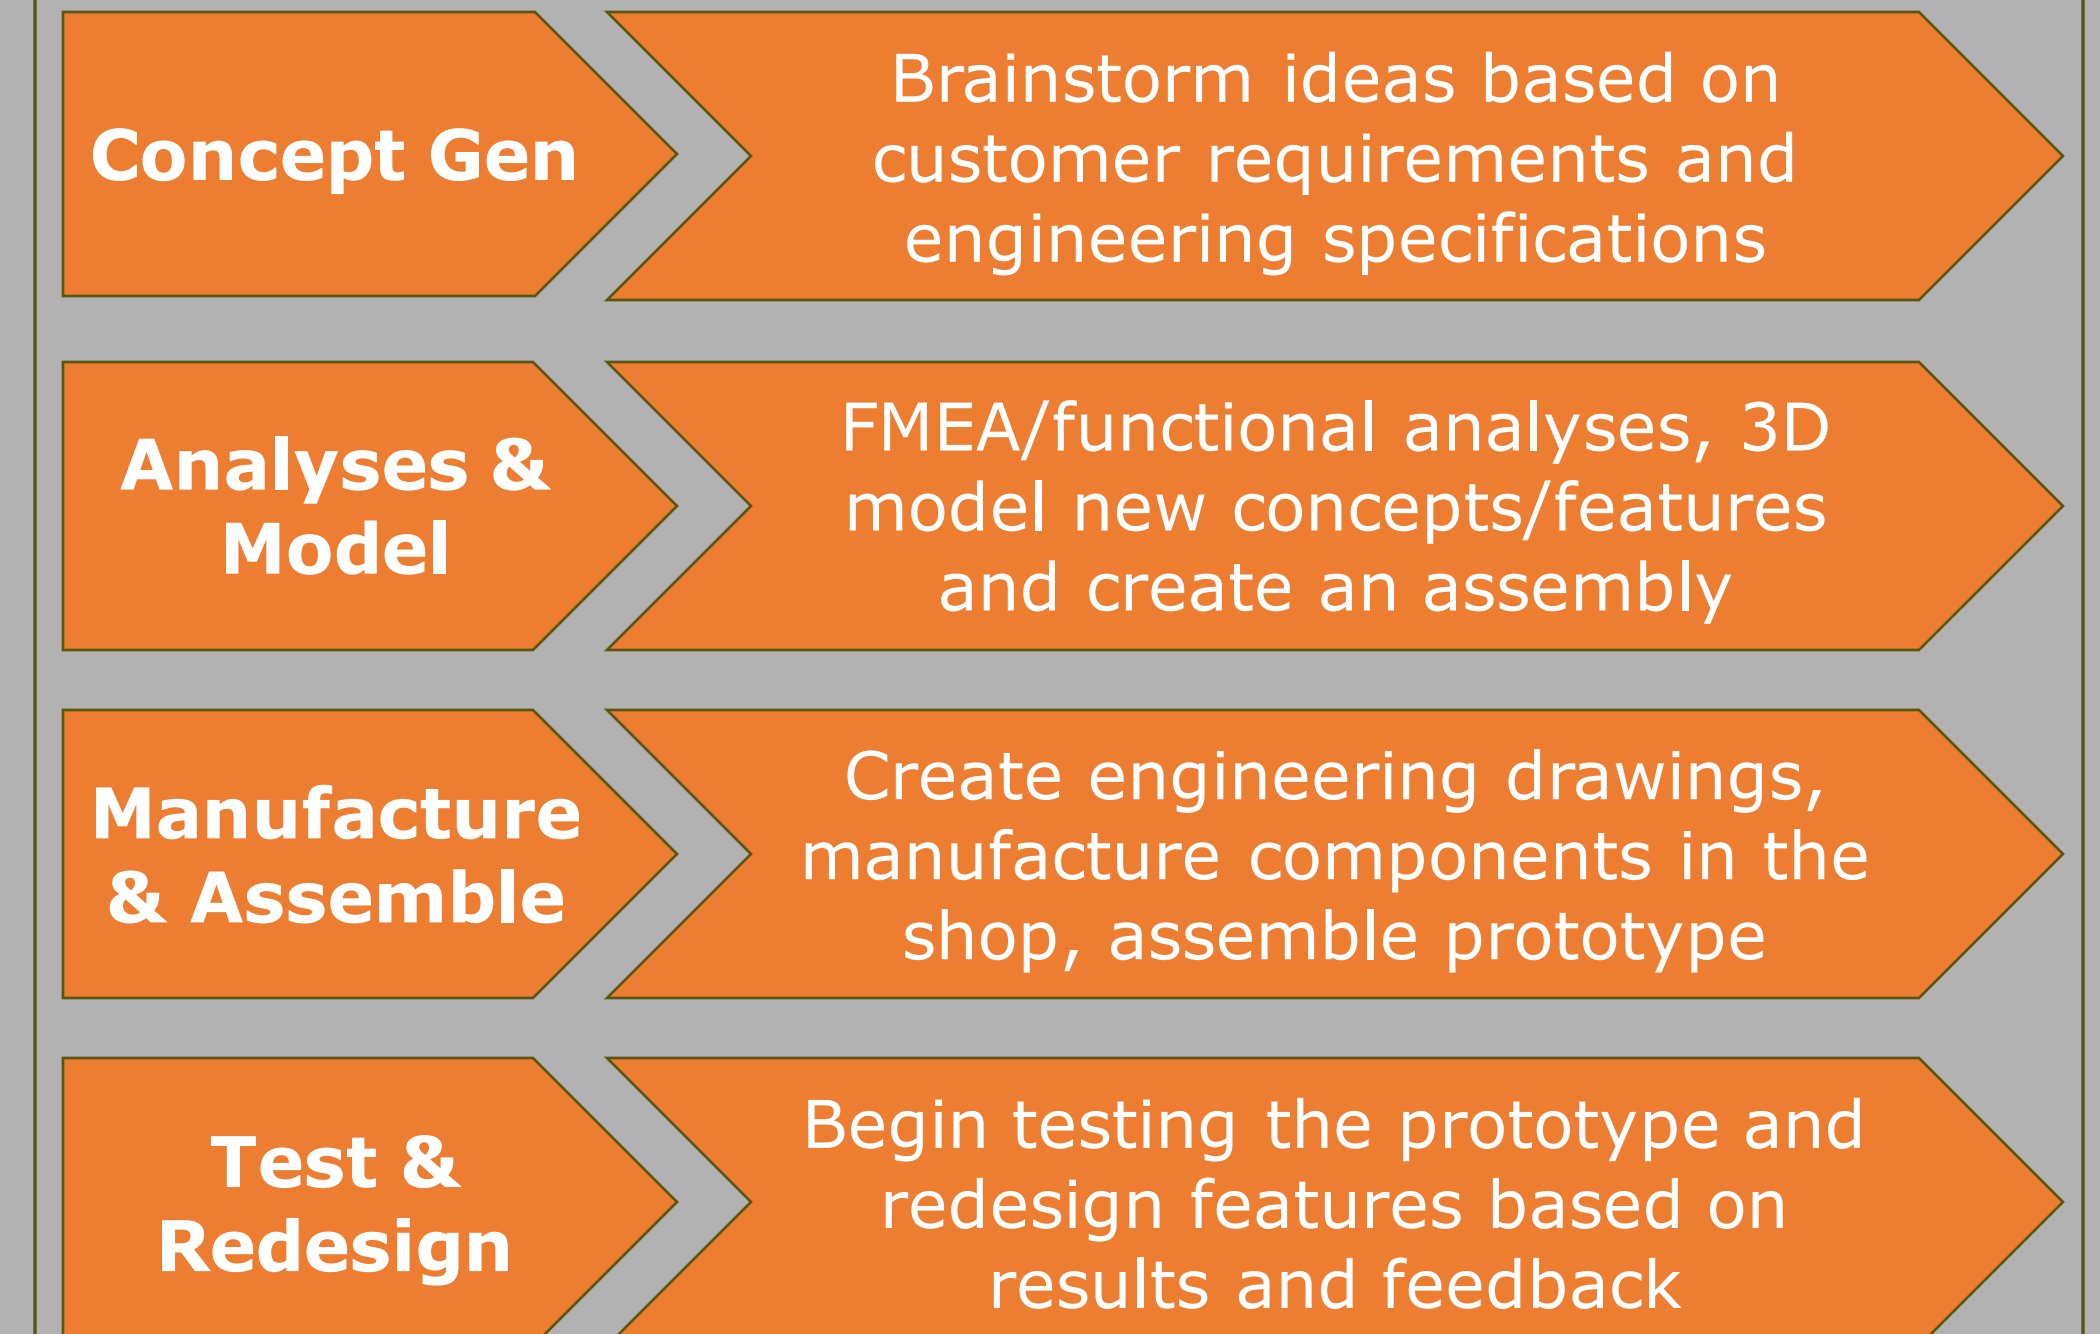 Concept Gen
Brainstorm ideas based on
customer requirements and
engineering specifications
Analyses &
Model
FMEA/functional analyses, 3D
model new concepts/features
and create an assembly
Manufacture
& Assemble
Create engineering drawings,
manufacture components in the
shop, assemble prototype
Test &
Redesign
Begin testing the prototype and
redesign features based on
results and feedback